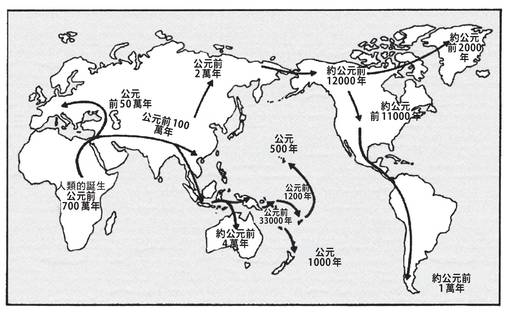 公元前
2萬年
約公元前
12000年
約公元
前2000
年
公元
前50萬年
公元前100
萬年
約公元
前11000年
公元
500年
人類的誕生
公元前
700萬年
公元前
1200年
公元前
33000年
約公元前
4萬年
公元
1000年
約公元前
1萬年